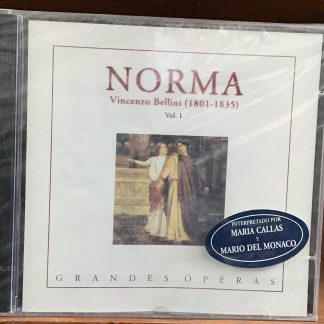 NORMA
Vincenzo Bellini (1801-1835)
Vol. I
INTERPRETADO POR
MARIA CALLAS
Y
MARIO DEL MONACO
GRANDES ÓPERAS